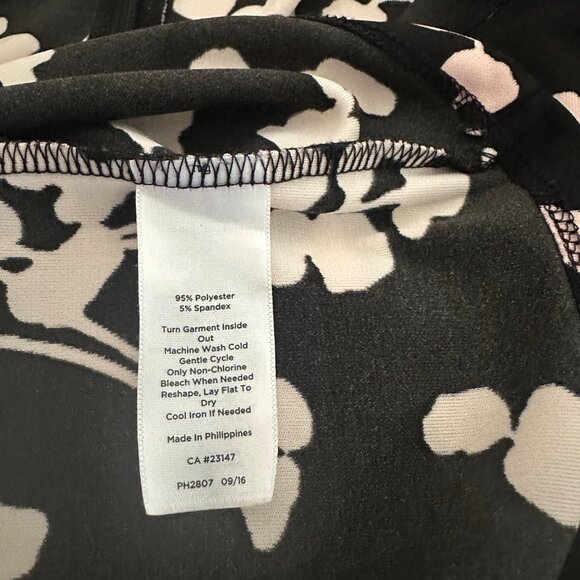 95% Polyester
5% Spandex
Turn Garment Inside
Out
Machine Wash Cold
Gentle Cycle
Only Non-Chlorine
Bleach When Needed
Reshape, Lay Flat To
Dry
Cool Iron If Needed
Made In Philippines
CA #23147
PH2807 09/16